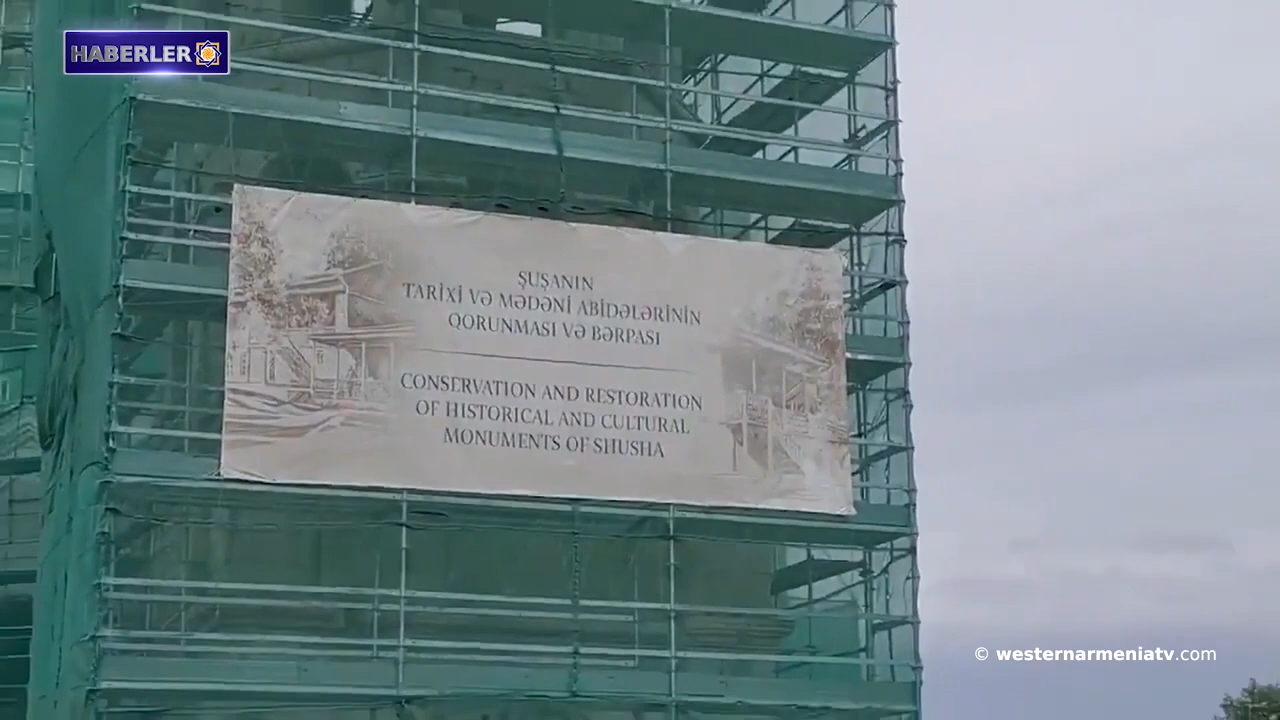 HABERLER
ŞUŞANIN
TARİXİ VƏ MƏDƏNİ ABİDƏLƏRİNİN
QORUNMASI VƏ BƏRPASI
CONSERVATION AND RESTORATION
OF HISTORICAL AND CULTURAL
MONUMENTS OF SHUSHA
© westernarmeniatv.com